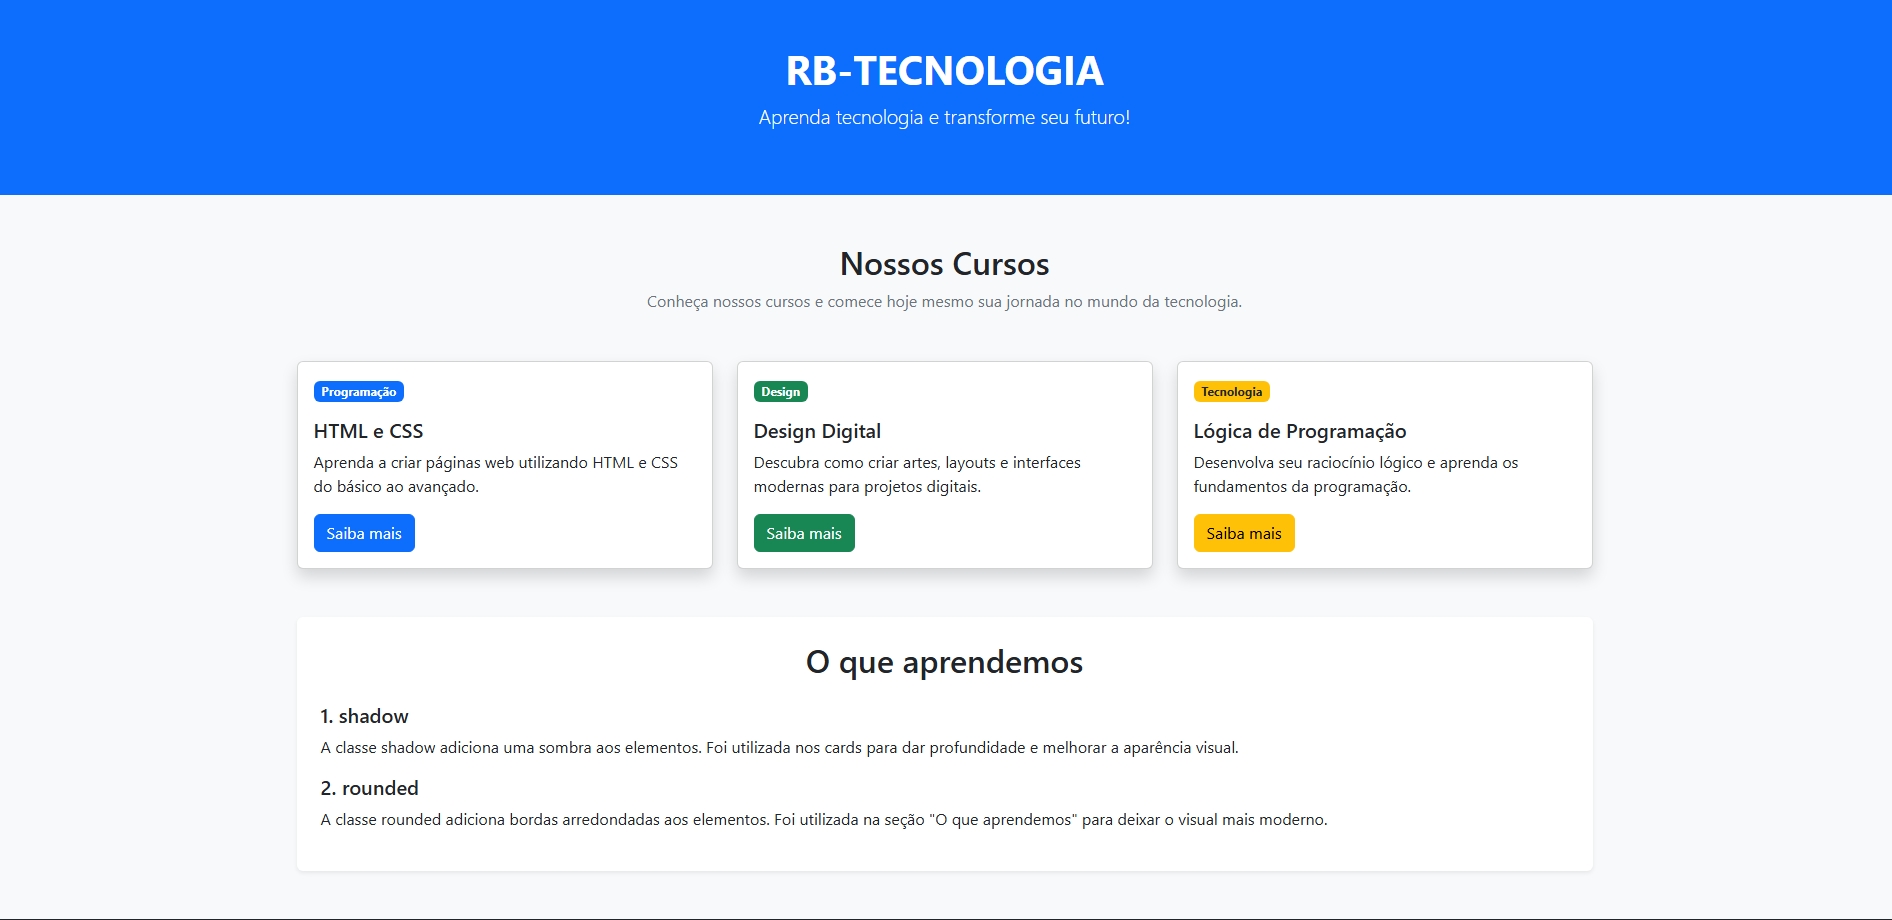 RB-TECNOLOGIA
Aprenda tecnologia e transforme seu futuro!
Nossos Cursos
Conheça nossos cursos e comece hoje mesmo sua jornada no mundo da tecnologia.
Programação
HTML e CSS
Aprenda a criar páginas web utilizando HTML e CSS
do básico ao avançado.
Saiba mais
Design
Design Digital
Descubra como criar artes, layouts e interfaces
modernas para projetos digitais.
Saiba mais
Tecnologia
Lógica de Programação
Desenvolva seu raciocínio lógico e aprenda os
fundamentos da programação.
Saiba mais
O que aprendemos
1. shadow
A classe shadow adiciona uma sombra aos elementos. Foi utilizada nos cards para dar profundidade e melhorar a aparência visual.
2. rounded
A classe rounded adiciona bordas arredondadas aos elementos. Foi utilizada na seção "O que aprendemos" para deixar o visual mais moderno.